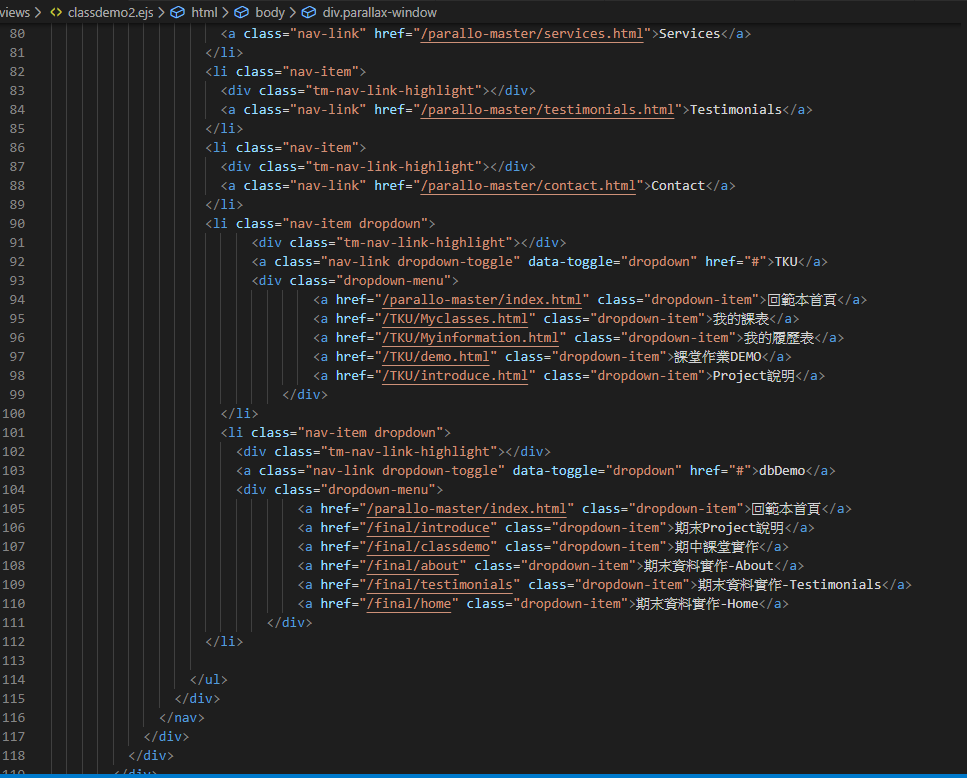 views > classdemo2.ejs > html > body > div.parallax-window
80 <a class="nav-link" href="/parallo-master/services.html">Services</a>
81 </li>
82 <li class="nav-item">
83 <div class="tm-nav-link-highlight"></div>
84 <a class="nav-link" href="/parallo-master/testimonials.html">Testimonials</a>
85 </li>
86 <li class="nav-item">
87 <div class="tm-nav-link-highlight"></div>
88 <a class="nav-link" href="/parallo-master/contact.html">Contact</a>
89 </li>
90 <li class="nav-item dropdown">
91 <div class="tm-nav-link-highlight"></div>
92 <a class="nav-link dropdown-toggle" data-toggle="dropdown" href="#">TKU</a>
93 <div class="dropdown-menu">
94 <a href="/parallo-master/index.html" class="dropdown-item">回範本首頁</a>
95 <a href="/TKU/Myclasses.html" class="dropdown-item">我的課表</a>
96 <a href="/TKU/Myinformation.html" class="dropdown-item">我的履歷表</a>
97 <a href="/TKU/demo.html" class="dropdown-item">課堂作業DEMO</a>
98 <a href="/TKU/introduce.html" class="dropdown-item">Project說明</a>
99 </div>
100 </li>
101 <li class="nav-item dropdown">
102 <div class="tm-nav-link-highlight"></div>
103 <a class="nav-link dropdown-toggle" data-toggle="dropdown" href="#">dbDemo</a>
104 <div class="dropdown-menu">
105 <a href="/parallo-master/index.html" class="dropdown-item">回範本首頁</a>
106 <a href="/final/introduce" class="dropdown-item">期末Project說明</a>
107 <a href="/final/classdemo" class="dropdown-item">期中課堂實作</a>
108 <a href="/final/about" class="dropdown-item">期末資料實作-About</a>
109 <a href="/final/testimonials" class="dropdown-item">期末資料實作-Testimonials</a>
110 <a href="/final/home" class="dropdown-item">期末資料實作-Home</a>
111 </div>
112 </li>
113
114 </ul>
115 </div>
116 </nav>
117 </div>
118 </div>
119 </div>